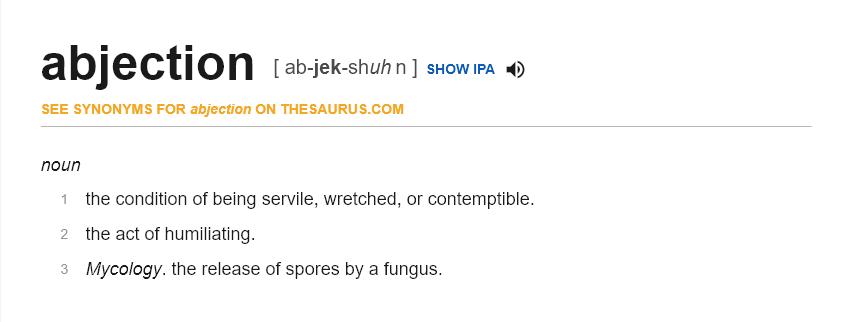 abjection [ ab-jek-shuh n ] SHOW IPA
SEE SYNONYMS FOR abjection ON THESAURUS.COM
noun
1 the condition of being servile, wretched, or contemptible.
2 the act of humiliating.
3 Mycology. the release of spores by a fungus.